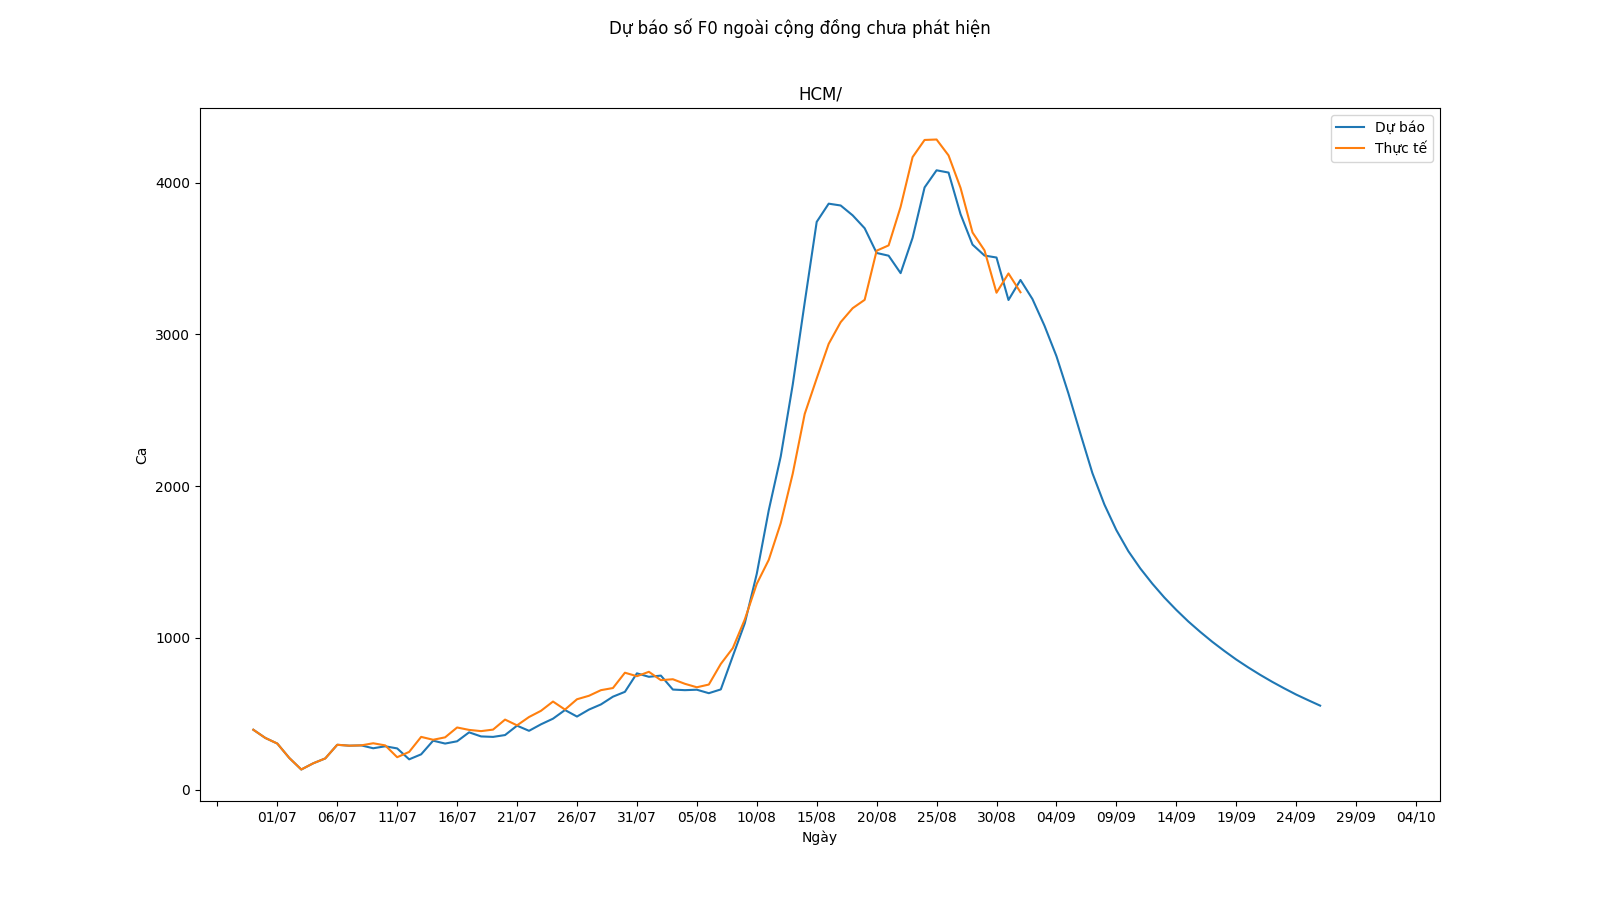 Dự báo số F0 ngoài cộng đồng chưa phát hiện
HCM/
Dự báo
Thực tế
4000
3000
2000
1000
0
Ca
01/07 06/07 11/07 16/07 21/07 26/07 31/07 05/08 10/08 15/08 20/08 25/08 30/08 04/09 09/09 14/09 19/09 24/09 29/09 04/10
Ngày